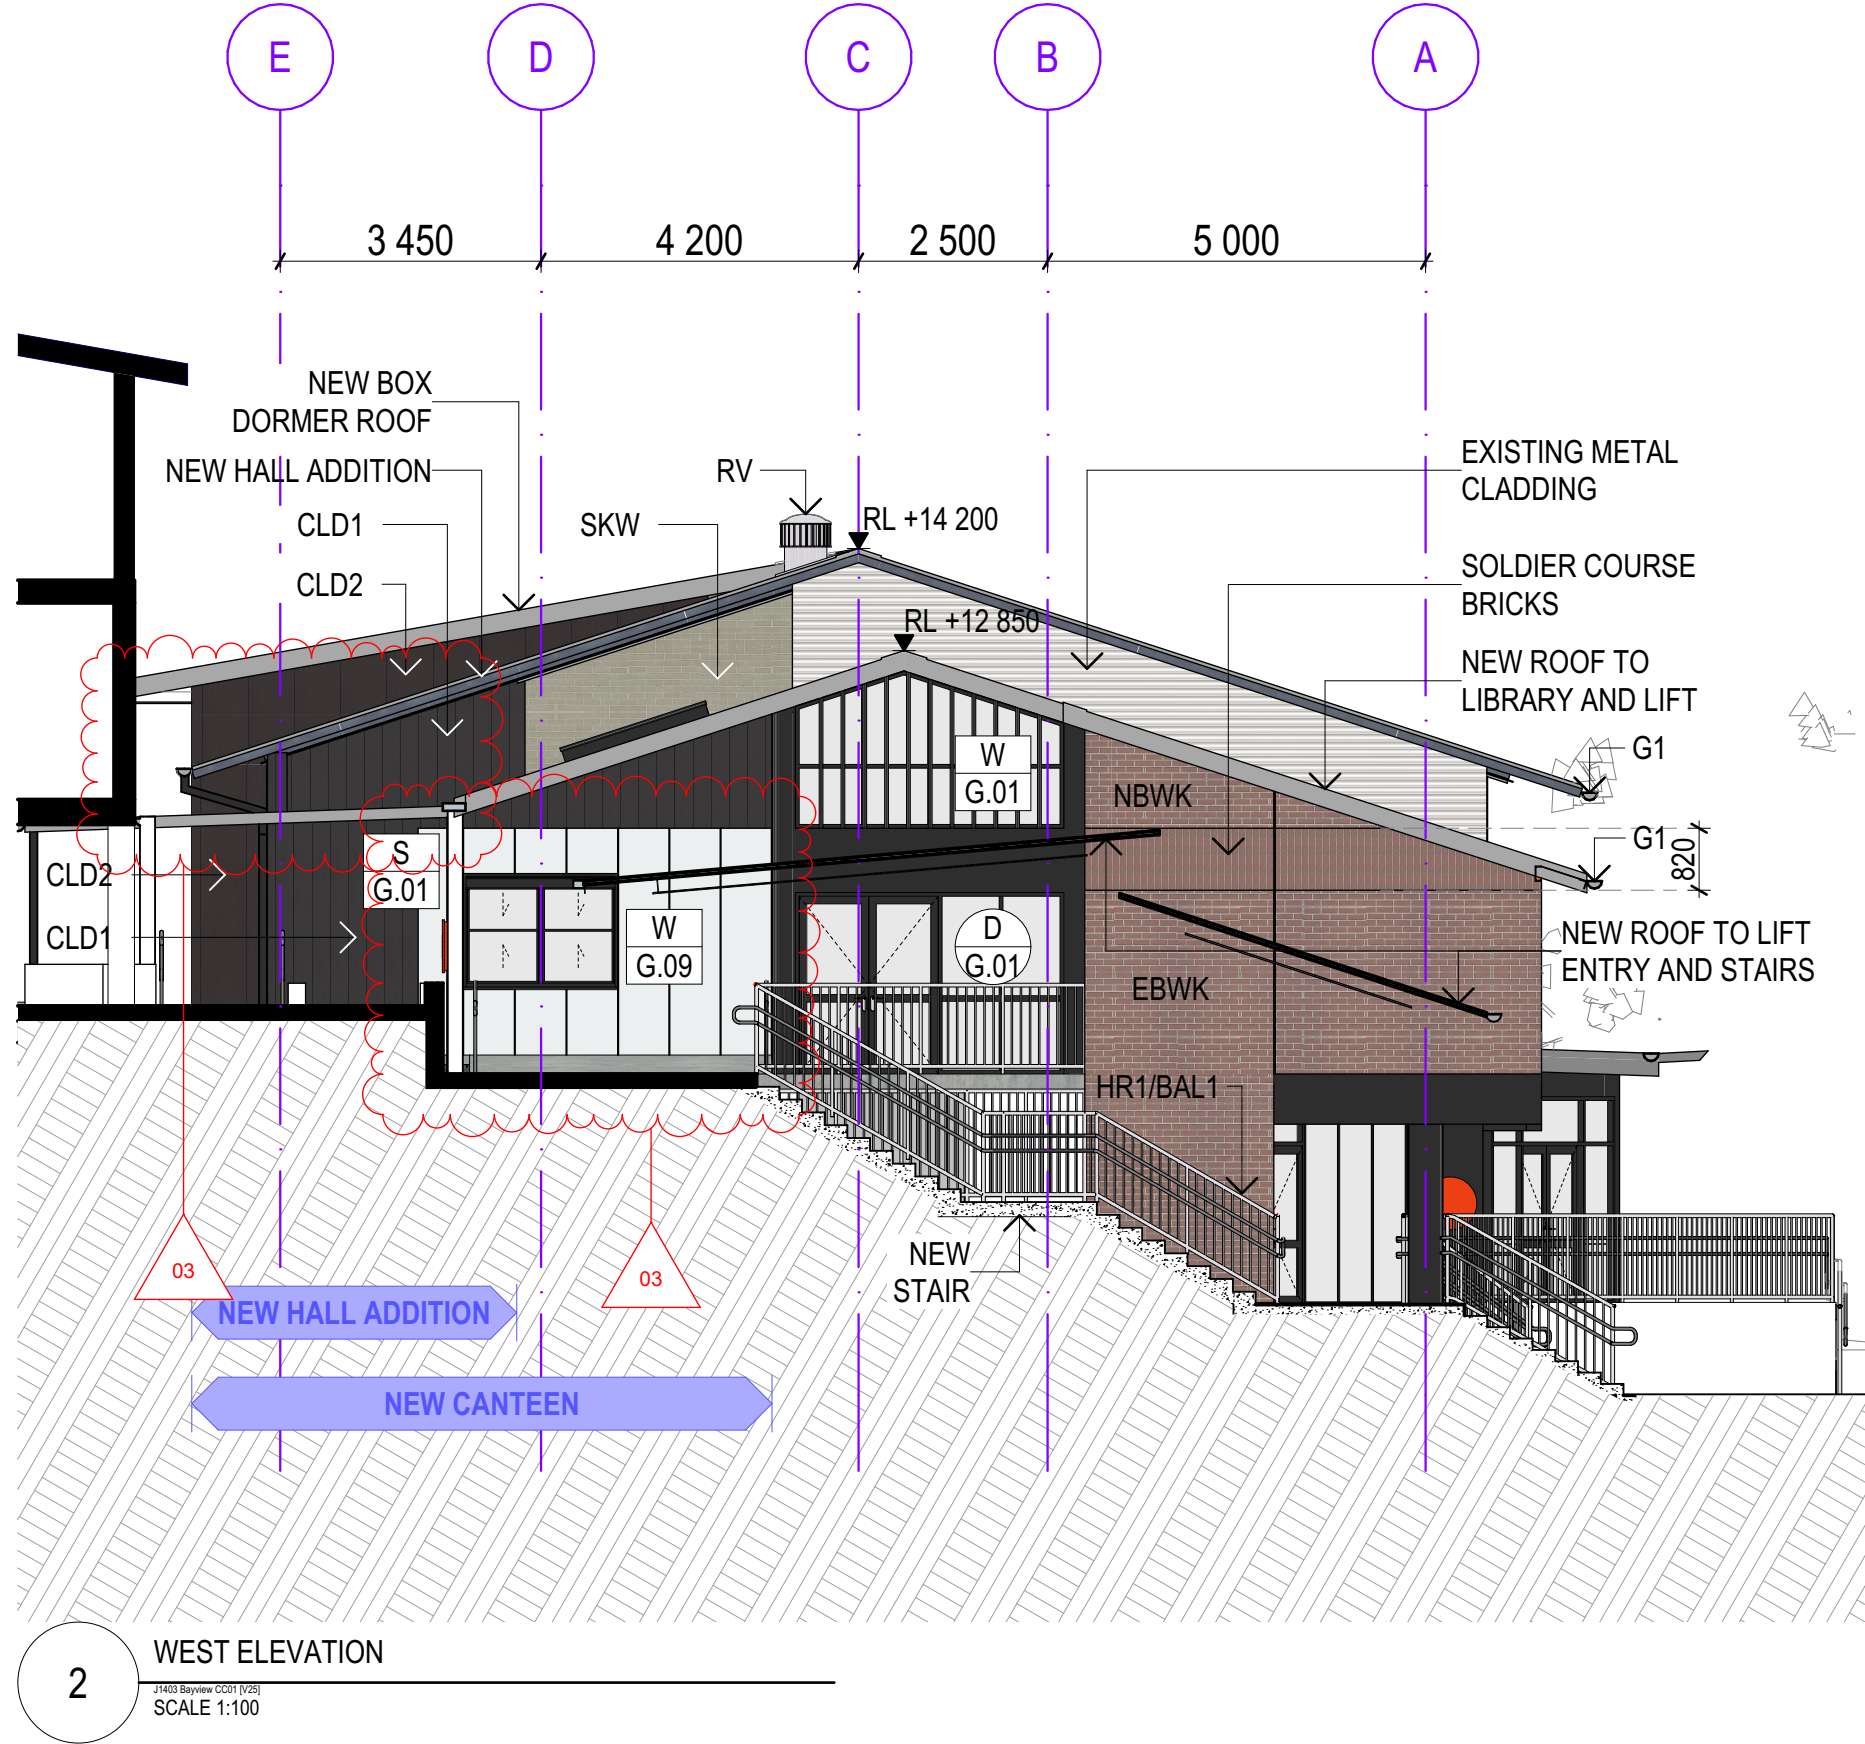 E
D
C
B
A
3 450
4 200
2 500
5 000
NEW BOX
DORMER ROOF
NEW HALL ADDITION
CLD1
CLD2
RV
SKW
RL +14 200
RL +12 850
EXISTING METAL
CLADDING
SOLDIER COURSE
BRICKS
NEW ROOF TO
LIBRARY AND LIFT
G1
W
G.01
NBWK
G1
820
S
G.01
CLD2
CLD1
W
G.09
D
G.01
EBWK
NEW ROOF TO LIFT
ENTRY AND STAIRS
HR1/BAL1
NEW
STAIR
03
03
NEW HALL ADDITION
NEW CANTEEN
2
WEST ELEVATION
J1403 Bayview CC01 [V25]
SCALE 1:100